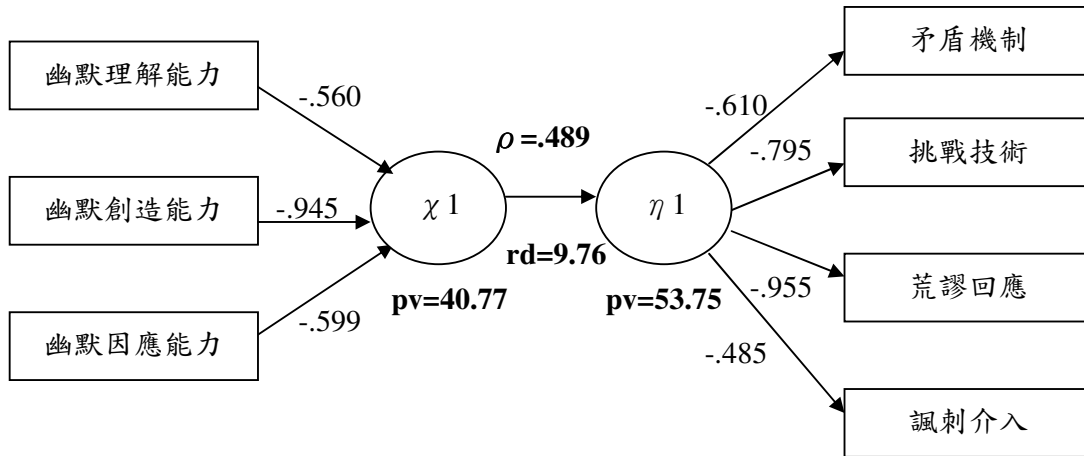 幽默理解能力
幽默創造能力
幽默因應能力
-.560
-.945
-.599
χ 1
pv=40.77
ρ =.489
rd=9.76
η 1
pv=53.75
-.610
-.795
-.955
-.485
矛盾機制
挑戰技術
荒謬回應
諷刺介入